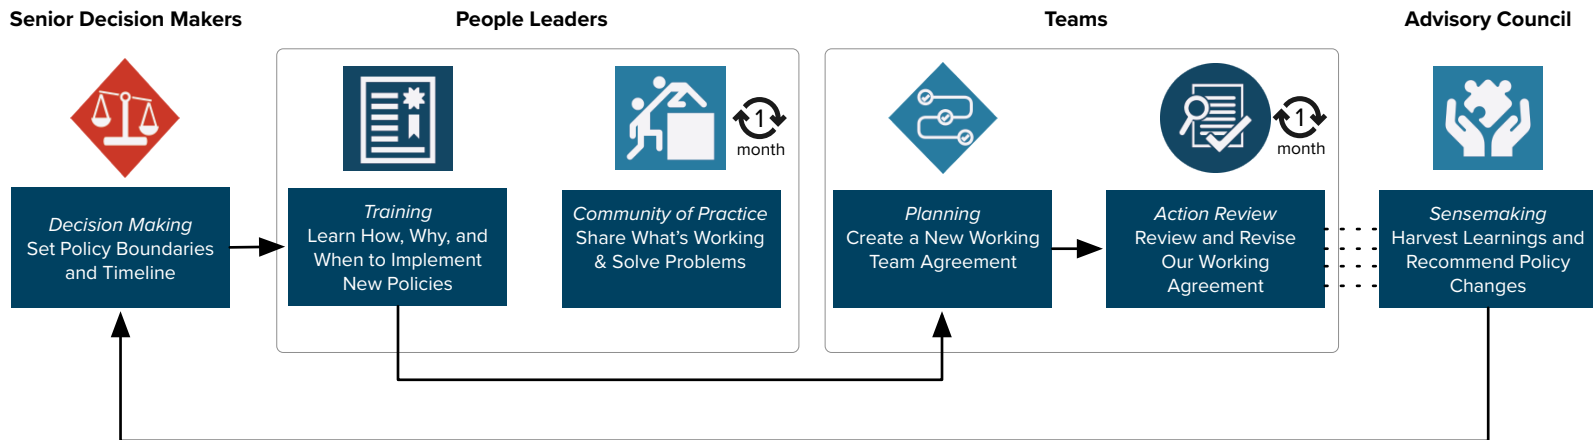 Senior Decision Makers
People Leaders
Teams
Advisory Council
1
month
1
month
Decision Making
Set Policy Boundaries
and Timeline
Training
Learn How, Why, and
When to Implement
New Policies
Community of Practice
Share What's Working
& Solve Problems
Planning
Create a New Working
Team Agreement
Action Review
Review and Revise
Our Working
Agreement
Sensemaking
Harvest Learnings and
Recommend Policy
Changes